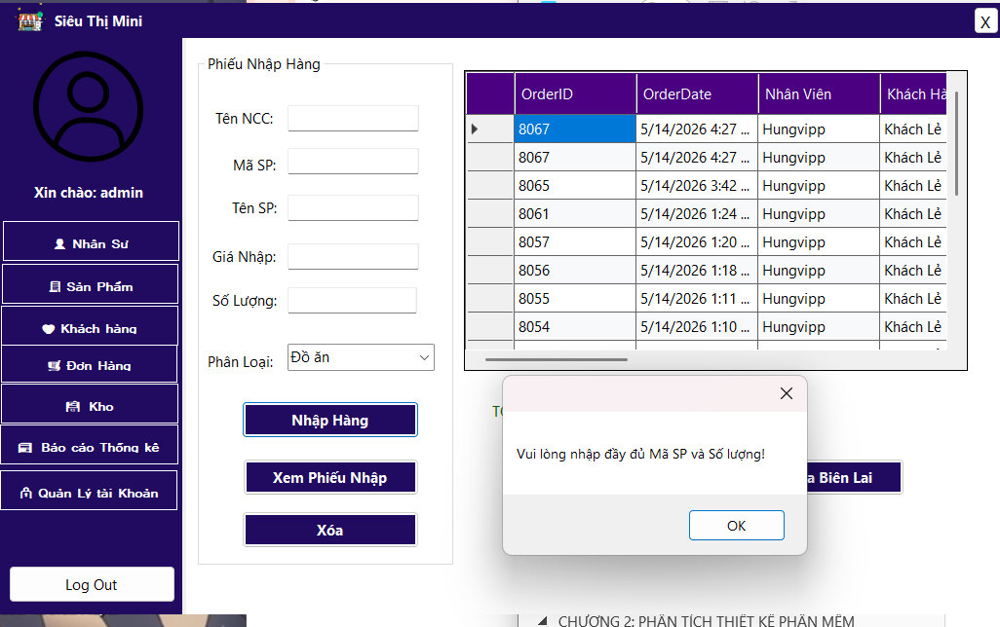 Siêu Thị Mini
X
Xin chào: admin
Nhân Sự
Sản Phẩm
Khách hàng
Đơn Hàng
Kho
Báo cáo Thống kê
Quản Lý tài Khoản
Log Out
Phiếu Nhập Hàng
Tên NCC:
Mã SP:
Tên SP:
Giá Nhập:
Số Lượng:
Phân Loại: Đồ ăn
Nhập Hàng
Xem Phiếu Nhập
Xóa
OrderID OrderDate Nhân Viên Khách Hà
8067 5/14/2026 4:27 ... Hungvipp Khách Lẻ
8067 5/14/2026 4:27 ... Hungvipp Khách Lẻ
8065 5/14/2026 3:42 ... Hungvipp Khách Lẻ
8061 5/14/2026 1:24 ... Hungvipp Khách Lẻ
8057 5/14/2026 1:20 ... Hungvipp Khách Lẻ
8056 5/14/2026 1:18 ... Hungvipp Khách Lẻ
8055 5/14/2026 1:11 ... Hungvipp Khách Lẻ
8054 5/14/2026 1:10 ... Hungvipp Khách Lẻ
Vui lòng nhập đầy đủ Mã SP và Số lượng!
OK
a Biên Lai
CHƯƠNG 2: PHÂN TÍCH THIẾT KẾ PHẦN MỀM